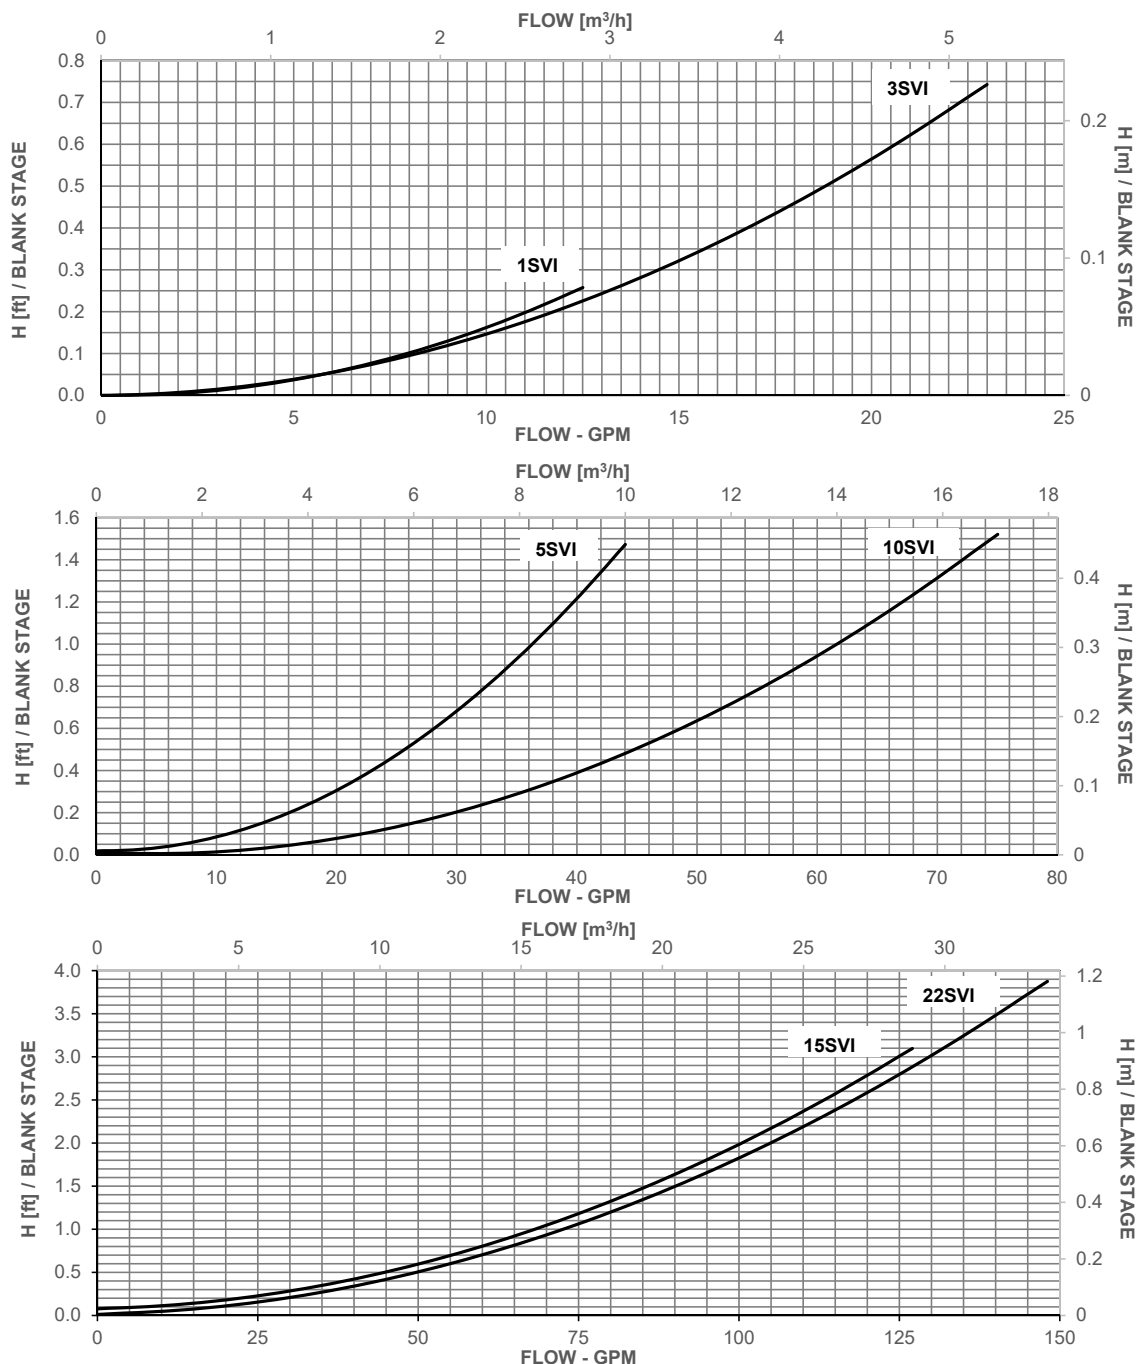 FLOW [m³/h]
0 1 2 3 4 5
0.8
0.7
0.6
0.5
0.4
0.3
0.2
0.1
0.0
H [ft] / BLANK STAGE
3SVI
1SVI
0.2
0.1
0
H [m] / BLANK STAGE
0 5 10 15 20 25
FLOW - GPM
FLOW [m³/h]
0 2 4 6 8 10 12 14 16 18
1.6
1.4
1.2
1.0
0.8
0.6
0.4
0.2
0.0
H [ft] / BLANK STAGE
5SVI
10SVI
0.4
0.3
0.2
0.1
0
H [m] / BLANK STAGE
0 10 20 30 40 50 60 70 80
FLOW - GPM
FLOW [m³/h]
0 5 10 15 20 25 30
4.0
3.5
3.0
2.5
2.0
1.5
1.0
0.5
0.0
H [ft] / BLANK STAGE
22SVI
15SVI
1.2
1
0.8
0.6
0.4
0.2
0
H [m] / BLANK STAGE
0 25 50 75 100 125 150
FLOW - GPM